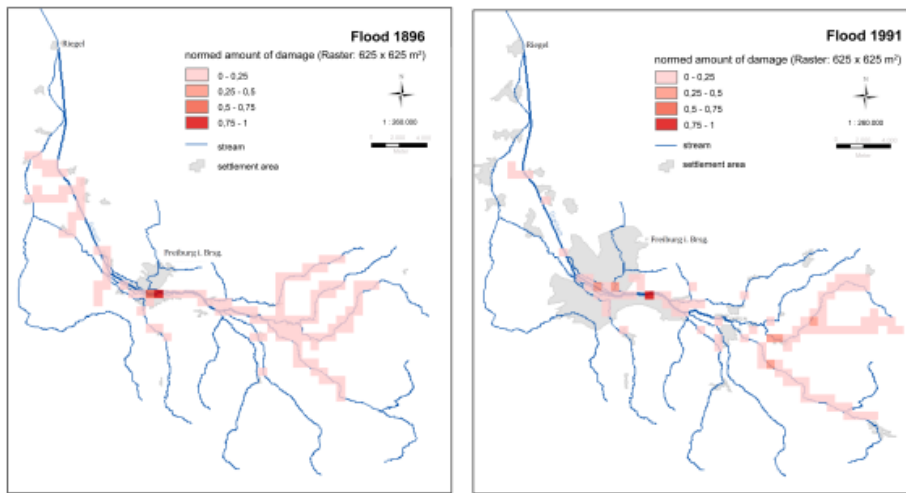 Flood 1896
normed amount of damage (Raster: 625 x 625 m²)
0 - 0,25
0,25 - 0,5
0,5 - 0,75
0,75 - 1
stream
settlement area
N
1 : 260.000
Riegel
Freiburg i. Brsg.
Flood 1991
normed amount of damage (Raster: 625 x 625 m²)
0 - 0,25
0,25 - 0,5
0,5 - 0,75
0,75 - 1
stream
settlement area
N
1 : 260.000
Riegel
Freiburg i. Brsg.